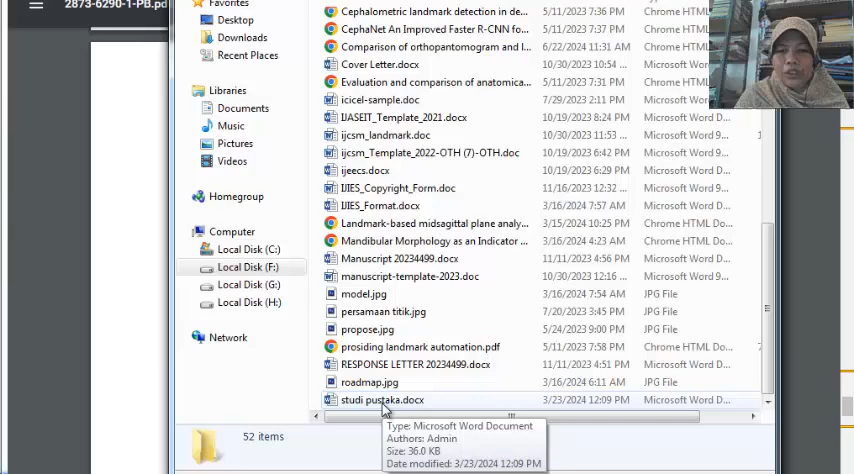 2873-6290-1-PB.pd
Favorites
Desktop
Downloads
Recent Places
Libraries
Documents
Music
Pictures
Videos
Homegroup
Computer
Local Disk (C:)
Local Disk (F:)
Local Disk (G:)
Local Disk (H:)
Network
Cephalometric landmark detection in de... 5/11/2023 7:36 PM Chrome HTM
CephaNet An Improved Faster R-CNN fo... 5/11/2023 7:37 PM Chrome HTM
Comparison of orthopantomogram and l... 6/22/2024 11:31 AM Chrome HTM
Cover Letter.docx 10/30/2023 10:54 ... Microsoft Wor
Evaluation and comparison of anatomica... 5/11/2023 7:31 PM Chrome HTM
icicel-sample.doc 7/29/2023 2:11 PM Microsoft Wor
IJASEIT_Template_2021.docx 10/19/2023 8:24 PM Microsoft Word D...
ijcsm_landmark.doc 10/30/2023 11:53 ... Microsoft Word 9... 1
ijcsm_Template_2022-OTH (7)-OTH.doc 10/19/2023 6:42 PM Microsoft Word 9...
ijeecs.docx 10/19/2023 6:29 PM Microsoft Word D...
IJIES_Copyright_Form.doc 11/16/2023 12:32 ... Microsoft Word 9...
IJIES_Format.doc 3/16/2024 7:57 AM Microsoft Word 9...
Landmark-based midsagittal plane analy... 3/15/2024 10:25 PM Chrome HTML Do...
Mandibular Morphology as an Indicator ... 3/16/2024 4:23 AM Chrome HTML Do...
Manuscript 20234499.docx 11/11/2023 4:56 PM Microsoft Word D...
manuscript-template-2023.doc 10/30/2023 12:16 ... Microsoft Word 9...
model.jpg 3/16/2024 7:54 AM JPG File
persamaan titik.jpg 7/20/2023 3:45 PM JPG File
propose.jpg 5/24/2023 9:00 PM JPG File
prosiding landmark automation.pdf 5/11/2023 7:58 PM Chrome HTML Do...
RESPONSE LETTER 20234499.docx 11/11/2023 4:51 PM Microsoft Word D...
roadmap.jpg 3/16/2024 6:11 AM JPG File
studi pustaka.docx 3/23/2024 12:09 PM Microsoft Word D...
Type: Microsoft Word Document
Authors: Admin
Size: 36.0 KB
Date modified: 3/23/2024 12:09 PM
52 items